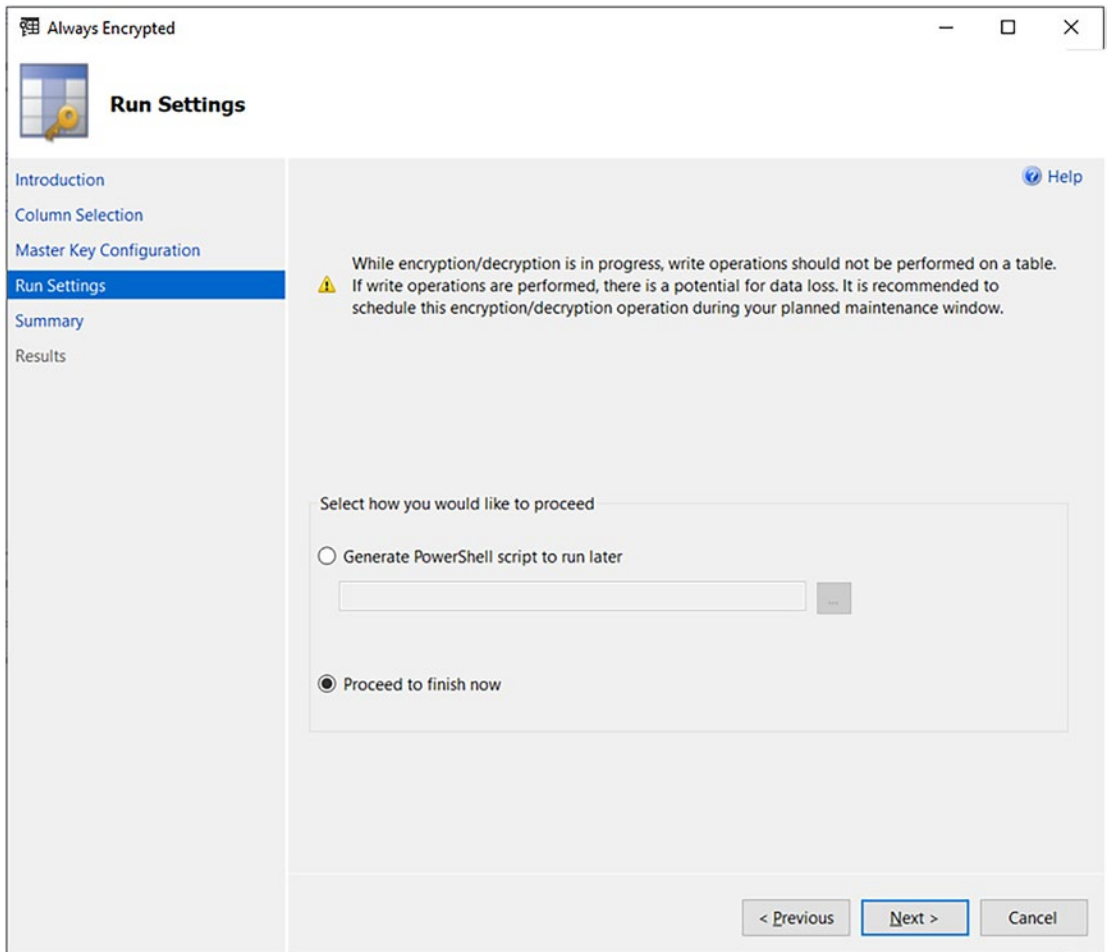 Always Encrypted
Run Settings
Introduction
Column Selection
Master Key Configuration
Run Settings
Summary
Results
Help
While encryption/decryption is in progress, write operations should not be performed on a table.
If write operations are performed, there is a potential for data loss. It is recommended to
schedule this encryption/decryption operation during your planned maintenance window.
Select how you would like to proceed
Generate PowerShell script to run later
...
Proceed to finish now
< Previous
Next >
Cancel